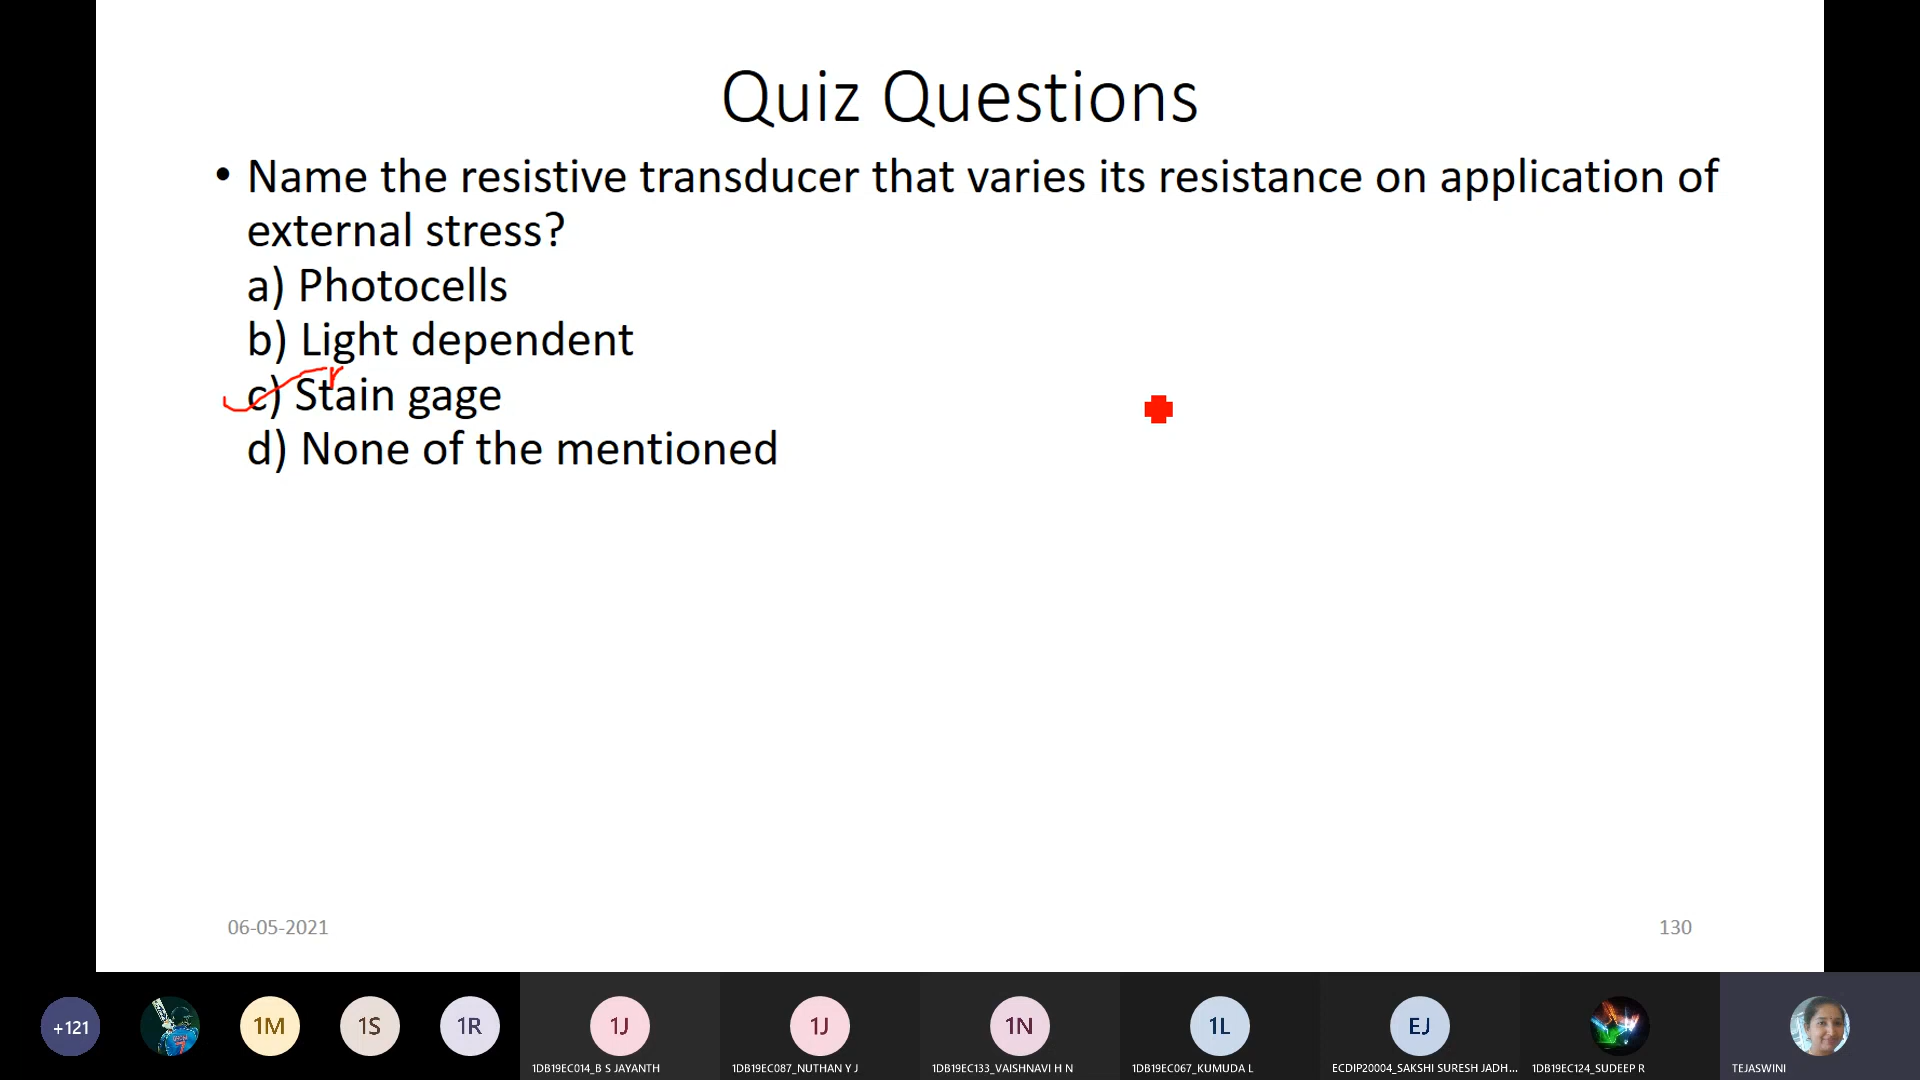 Quiz Questions
• Name the resistive transducer that varies its resistance on application of
external stress?
a) Photocells
b) Light dependent
r
c) Stain gage
d) None of the mentioned
06-05-2021
130
+121
1M
1S
1R
1J
1J
1N
1L
EJ
1DB19EC014_B S JAYANTH
1DB19EC087_NUTHAN Y J
1DB19EC133_VAISHNAVI H N
1DB19EC067_KUMUDA L
ECDIP20004_SAKSHI SURESH JADH...
1DB19EC124_SUDEEP R
TEJASWINI